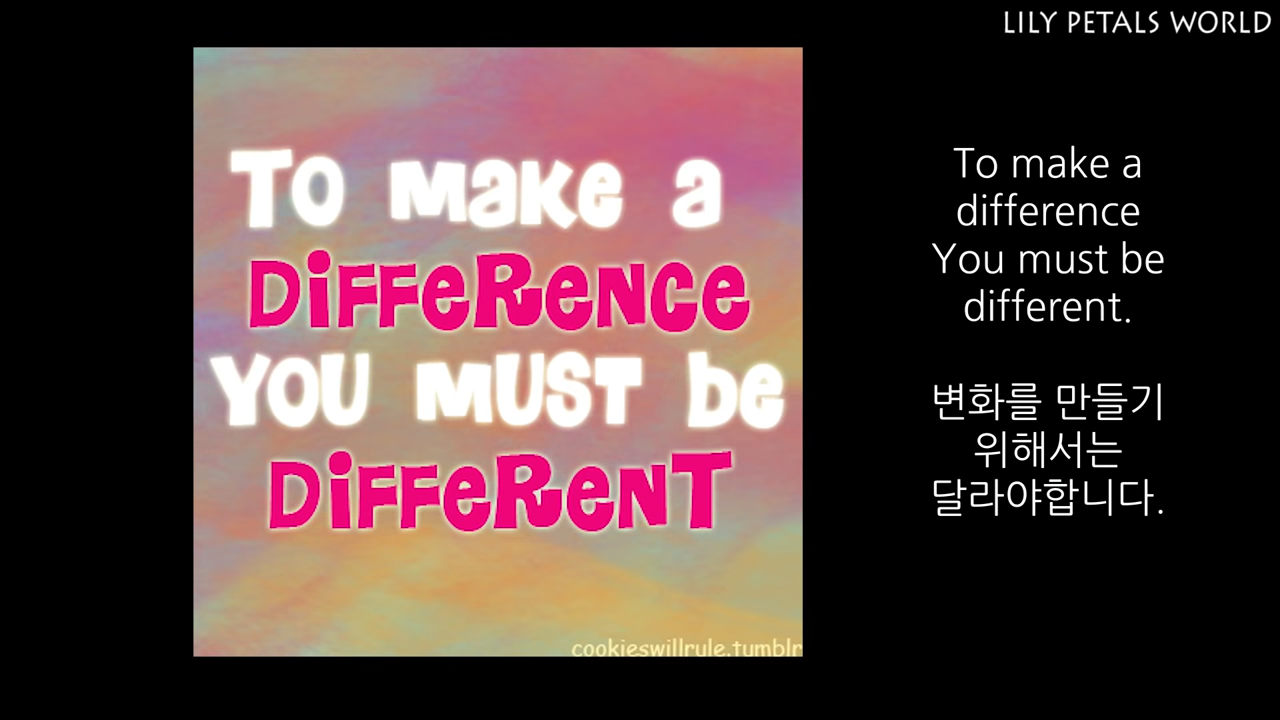 LILY PETALS WORLD
TO make a
DiffeRence
YOU MUST be
DiffeRenT
cookieswillrule.tumblr
To make a
difference
You must be
different.
변화를 만들기
위해서는
달라야합니다.